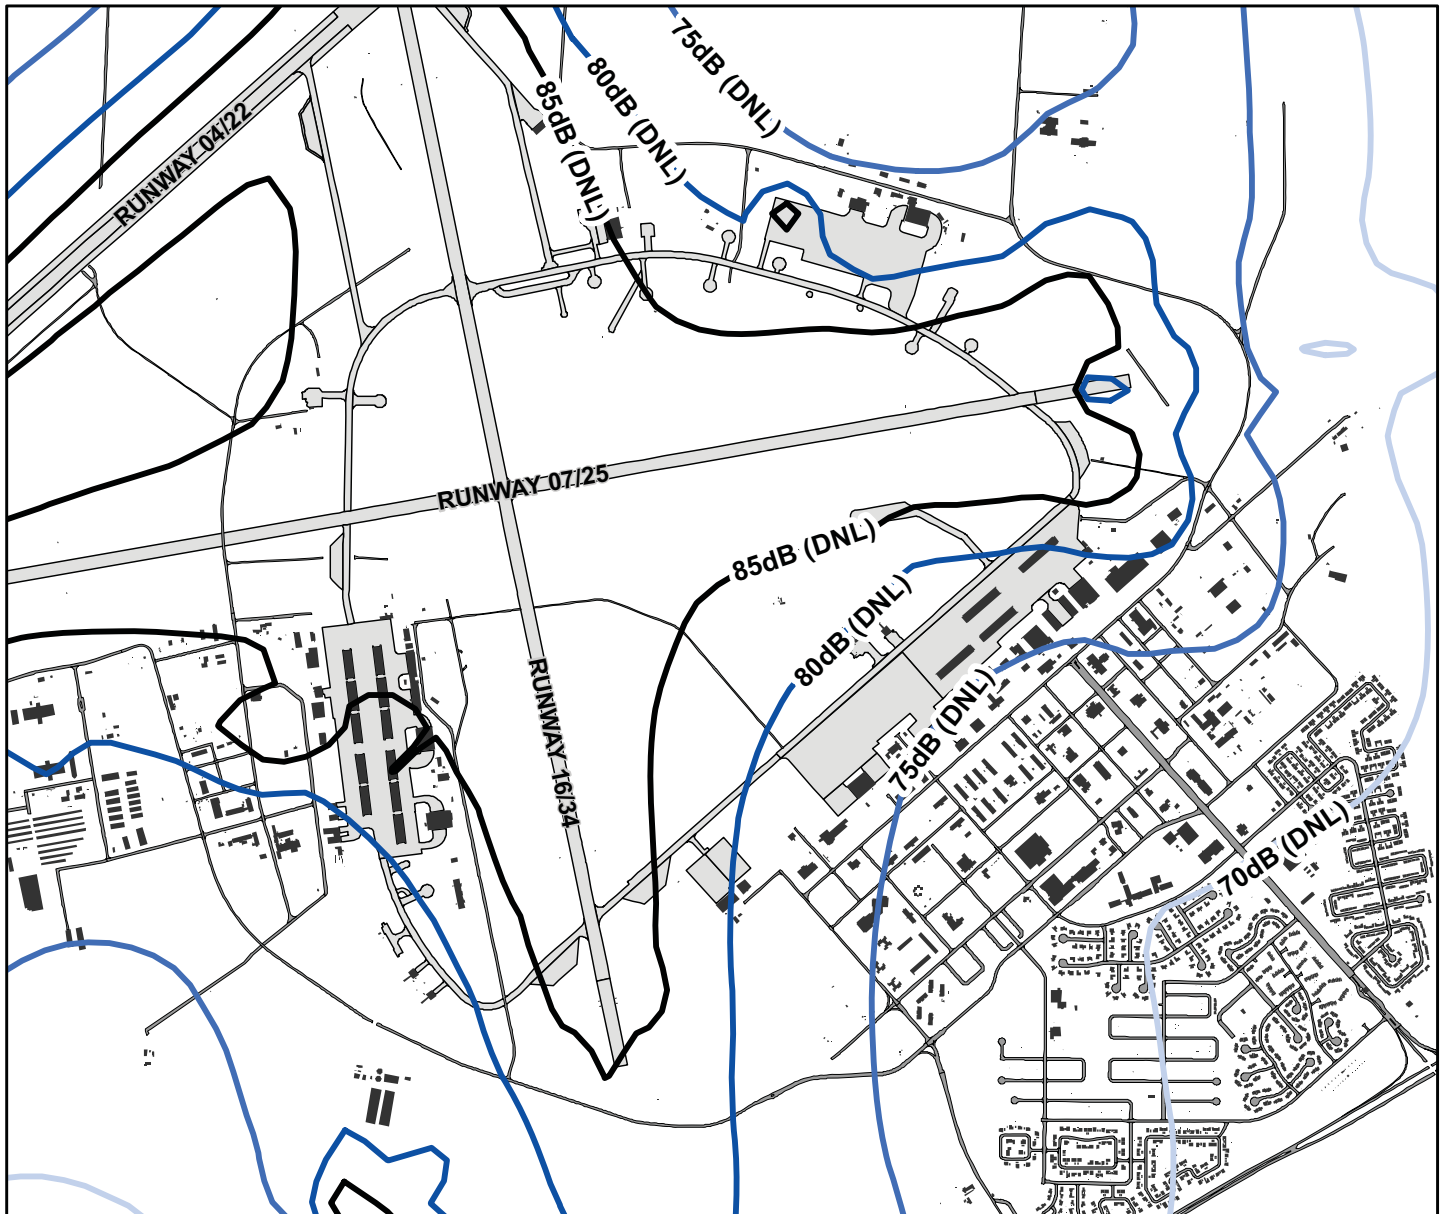 75dB (DNL)
80dB (DNL)
85dB (DNL)
RUNWAY 04/22
RUNWAY 07/25
85dB (DNL)
80dB (DNL)
RUNWAY 16/34
75dB (DNL)
70dB (DNL)